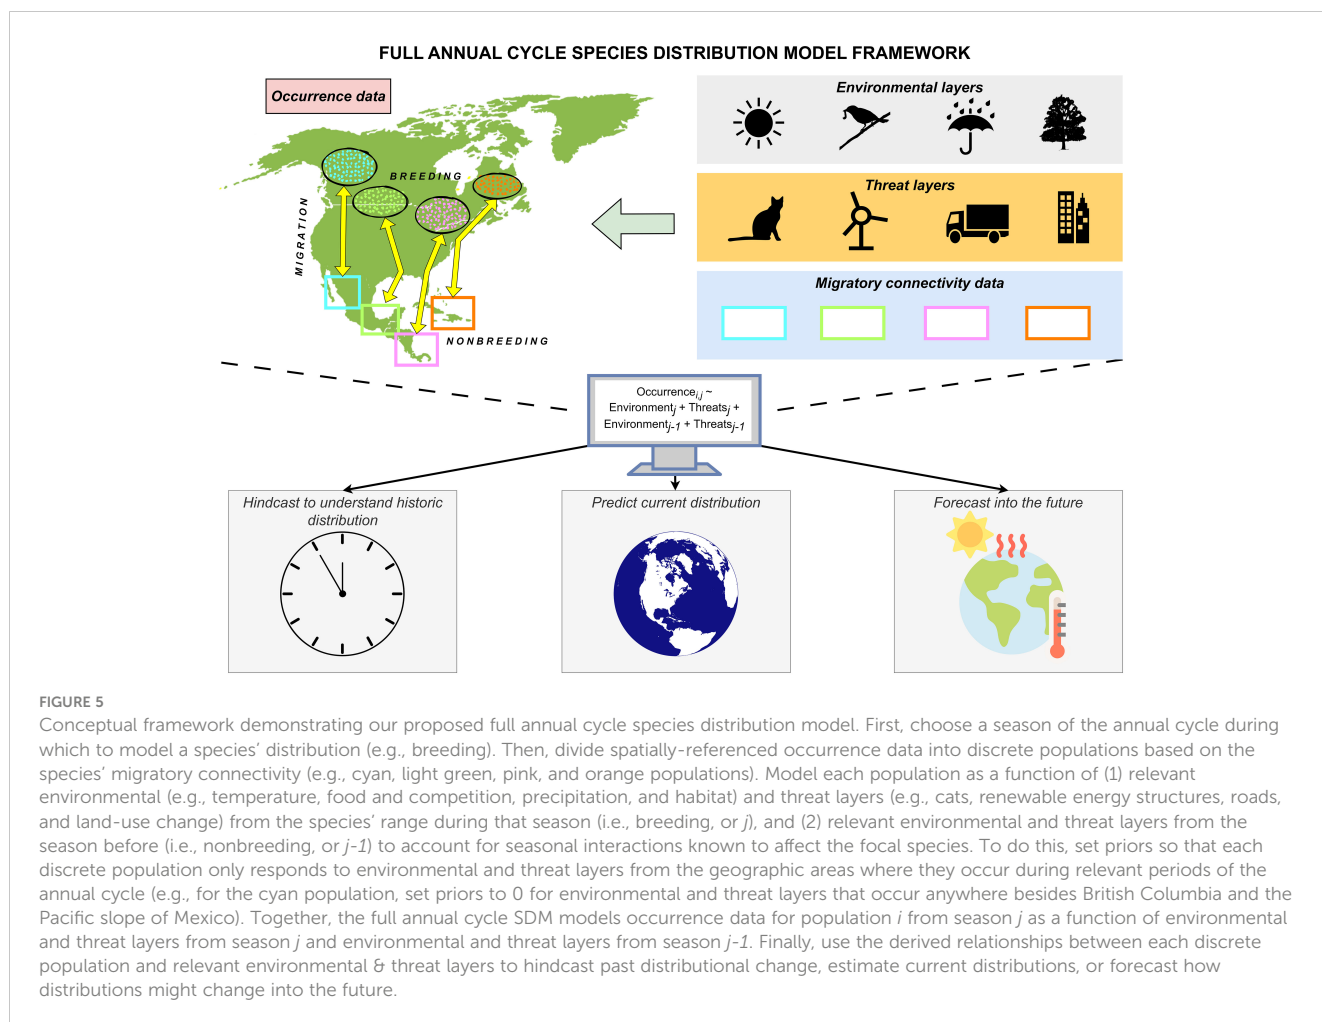 FULL ANNUAL CYCLE SPECIES DISTRIBUTION MODEL FRAMEWORK
Occurrence data
BREEDING
MIGRATION
NONBREEDING
Environmental layers
Threat layers
Migratory connectivity data
Occurrencei,j ~
Environmentj + Threatsj +
Environmentj-1 + Threatsj-1
Hindcast to understand historic
distribution
Predict current distribution
Forecast into the future
FIGURE 5
Conceptual framework demonstrating our proposed full annual cycle species distribution model. First, choose a season of the annual cycle during
which to model a species' distribution (e.g., breeding). Then, divide spatially-referenced occurrence data into discrete populations based on the
species' migratory connectivity (e.g., cyan, light green, pink, and orange populations). Model each population as a function of (1) relevant
environmental (e.g., temperature, food and competition, precipitation, and habitat) and threat layers (e.g., cats, renewable energy structures, roads,
and land-use change) from the species' range during that season (i.e., breeding, or j), and (2) relevant environmental and threat layers from the
season before (i.e., nonbreeding, or j-1) to account for seasonal interactions known to affect the focal species. To do this, set priors so that each
discrete population only responds to environmental and threat layers from the geographic areas where they occur during relevant periods of the
annual cycle (e.g., for the cyan population, set priors to 0 for environmental and threat layers that occur anywhere besides British Columbia and the
Pacific slope of Mexico). Together, the full annual cycle SDM models occurrence data for population i from season j as a function of environmental
and threat layers from season j and environmental and threat layers from season j-1. Finally, use the derived relationships between each discrete
population and relevant environmental & threat layers to hindcast past distributional change, estimate current distributions, or forecast how
distributions might change into the future.